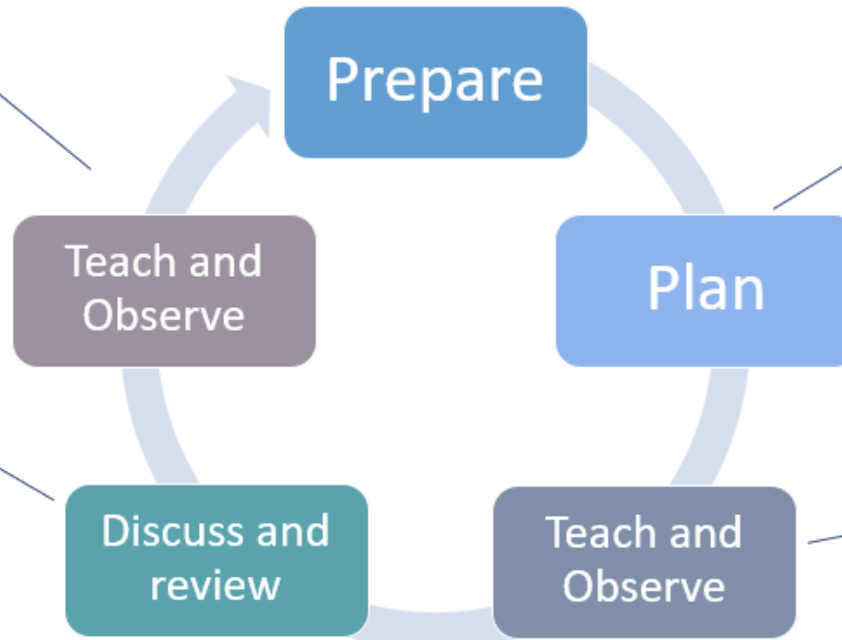 Prepare
Plan
Teach and
Observe
Discuss and
review
Teach and
Observe